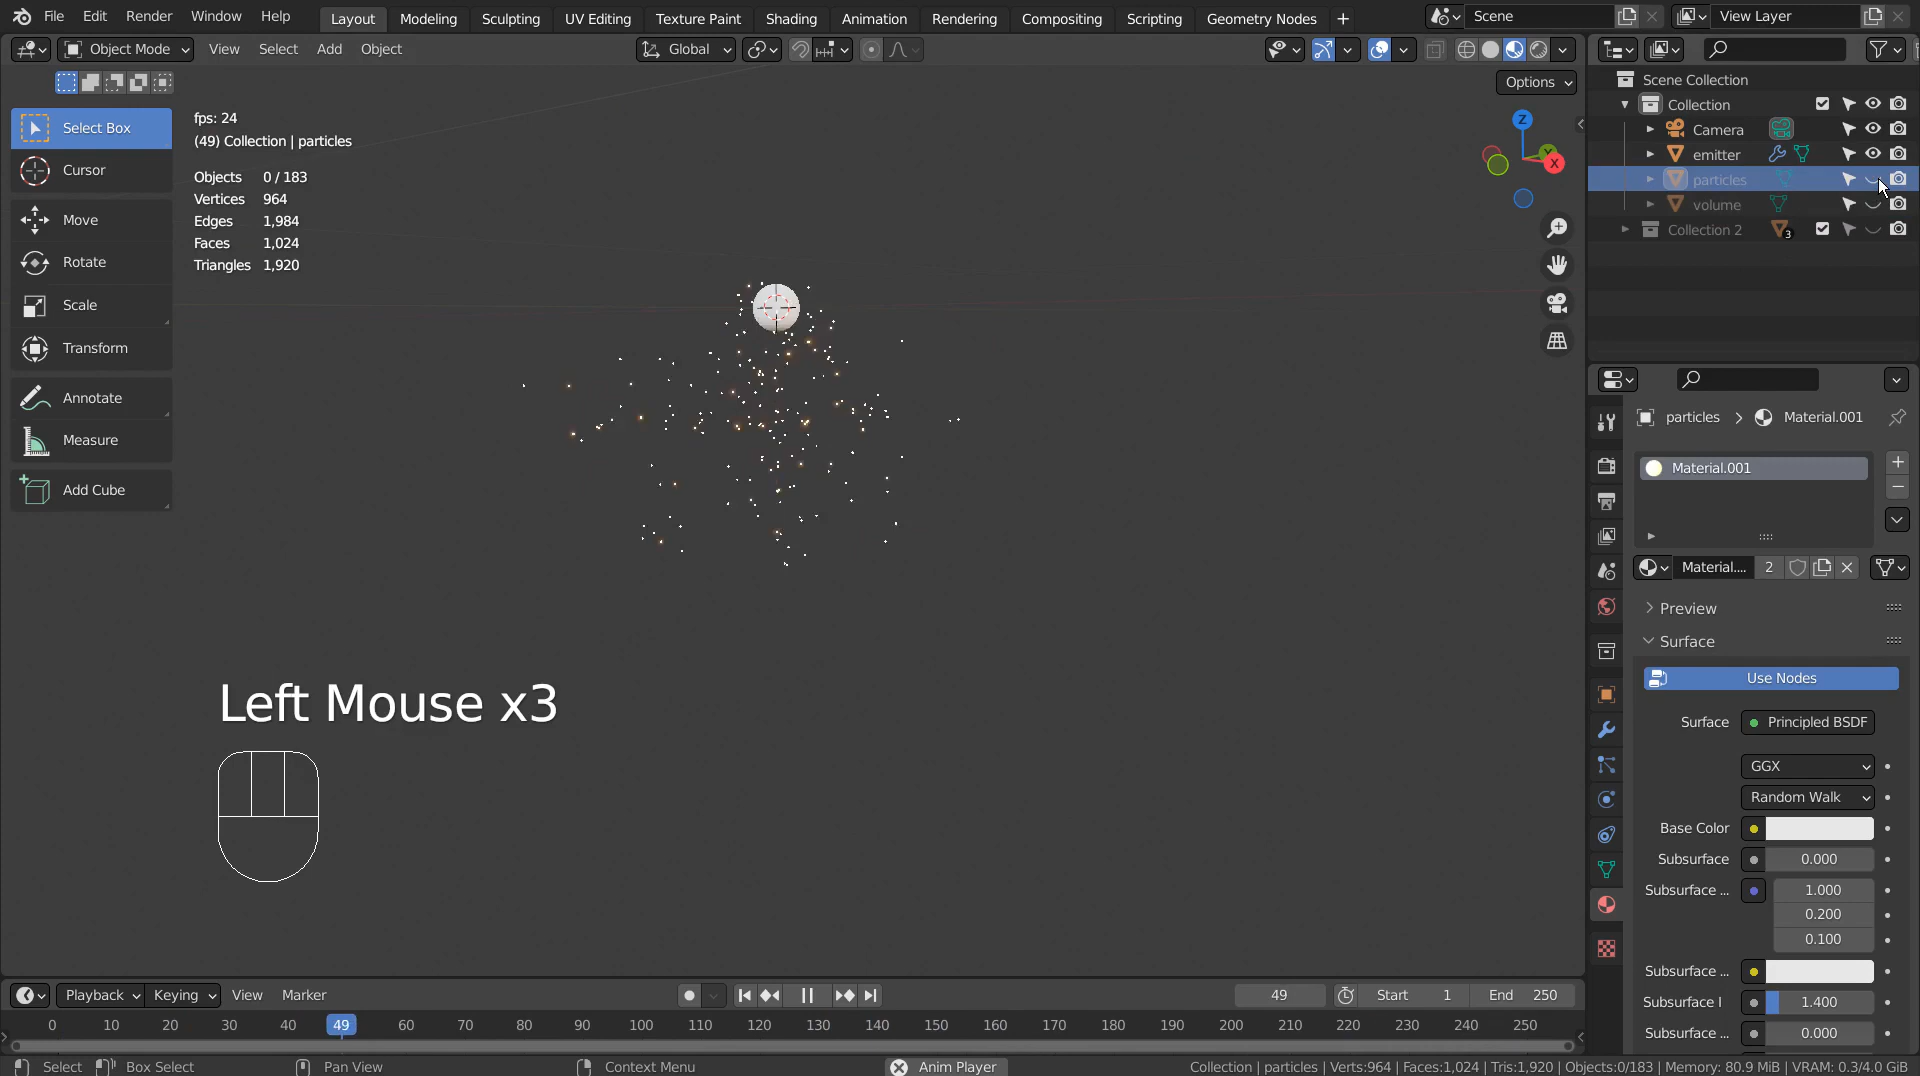 File Edit Render Window Help Layout Modeling Sculpting UV Editing Texture Paint Shading Animation Rendering Compositing Scripting Geometry Nodes + Scene View Layer
Object Mode View Select Add Object Global
Options
Select Box
Cursor
Move
Rotate
Scale
Transform
Annotate
Measure
Add Cube
fps: 24
(49) Collection | particles
Objects 0 / 183
Vertices 964
Edges 1,984
Faces 1,024
Triangles 1,920
Z
Y
X
Left Mouse x3
Scene Collection
Collection
Camera
emitter
particles
volume
Collection 2 3
particles > Material.001
Material.001
Material.... 2
Preview
Surface
Use Nodes
Surface Principled BSDF
GGX
Random Walk
Base Color
Subsurface 0.000
Subsurface ... 1.000
0.200
0.100
Subsurface ...
Subsurface I 1.400
Subsurface ... 0.000
Playback Keying View Marker 49 Start 1 End 250
0 10 20 30 40 49 60 70 80 90 100 110 120 130 140 150 160 170 180 190 200 210 220 230 240 250
Select Box Select Pan View Context Menu Anim Player Collection | particles | Verts:964 | Faces:1,024 | Tris:1,920 | Objects:0/183 | Memory: 80.9 MiB | VRAM: 0.3/4.0 GiB